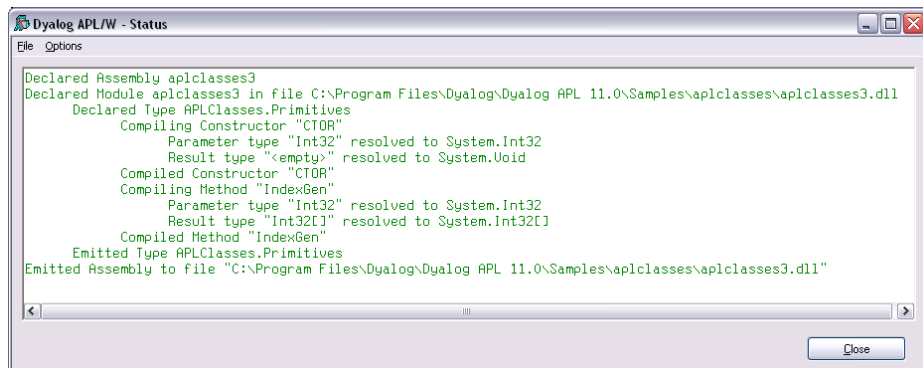 Dyalog APL/W - Status
File Options
Declared Assembly aplclasses3
Declared Module aplclasses3 in file C:\Program Files\Dyalog\Dyalog APL 11.0\Samples\aplclasses\aplclasses3.dll
Declared Type APLClasses.Primitives
Compiling Constructor "CTOR"
Parameter type "Int32" resolved to System.Int32
Result type "<empty>" resolved to System.Void
Compiled Constructor "CTOR"
Compiling Method "IndexGen"
Parameter type "Int32" resolved to System.Int32
Result type "Int32[]" resolved to System.Int32[]
Compiled Method "IndexGen"
Emitted Type APLClasses.Primitives
Emitted Assembly to file "C:\Program Files\Dyalog\Dyalog APL 11.0\Samples\aplclasses\aplclasses3.dll"
Close